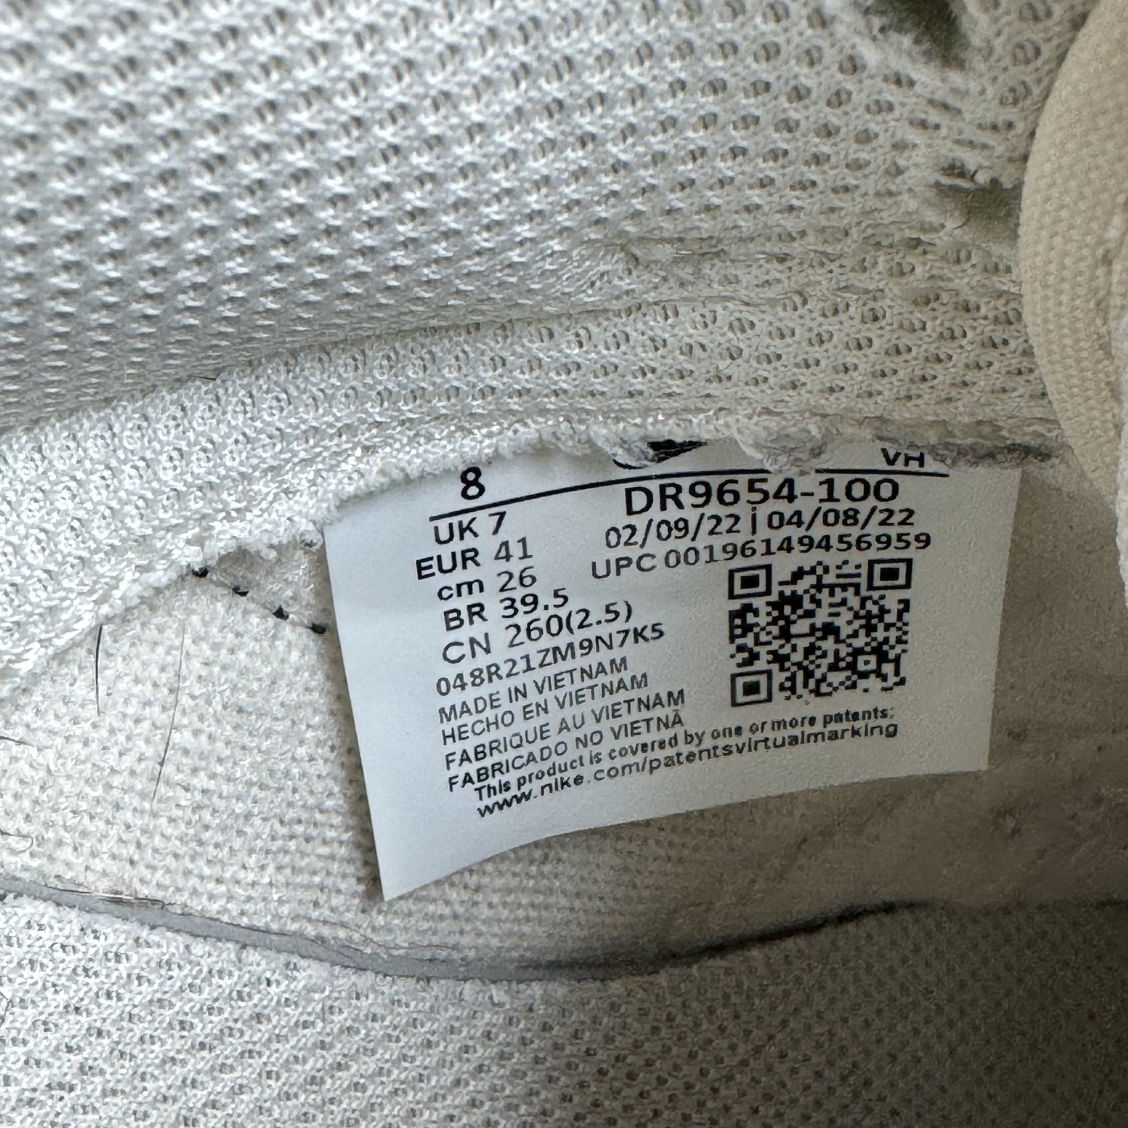 8
VH
UK 7
EUR 41
cm 26
BR 39.5
CN 260(2.5)
DR9654-100
02/09/22 | 04/08/22
UPC 00196149456959
048R21ZM9N7K5
MADE IN VIETNAM
HECHO EN VIETNAM
FABRIQUE AU VIETNAM
FABRICADO NO VIETNÃ
This product is covered by one or more patents:
www.nike.com/patentsvirtualmarking